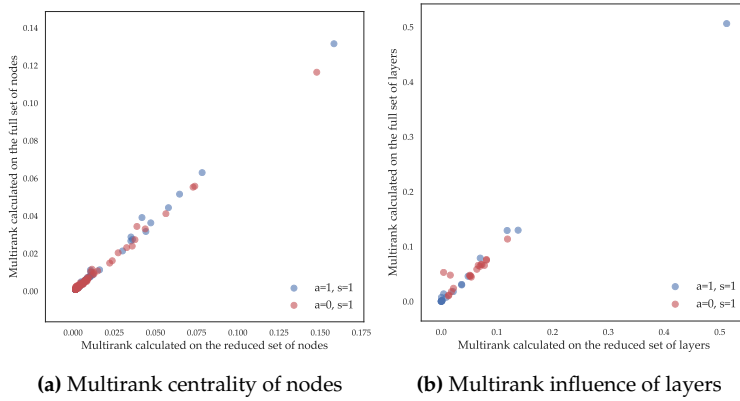 0.14
0.12
0.10
0.08
0.06
0.04
0.02
0.00
Multirank calculated on the full set of nodes
a=1, s=1
a=0, s=1
0.000 0.025 0.050 0.075 0.100 0.125 0.150 0.175
Multirank calculated on the reduced set of nodes
(a) Multirank centrality of nodes
0.5
0.4
0.3
0.2
0.1
0.0
Multirank calculated on the full set of layers
a=1, s=1
a=0, s=1
0.0 0.1 0.2 0.3 0.4 0.5
Multirank calculated on the reduced set of layers
(b) Multirank influence of layers